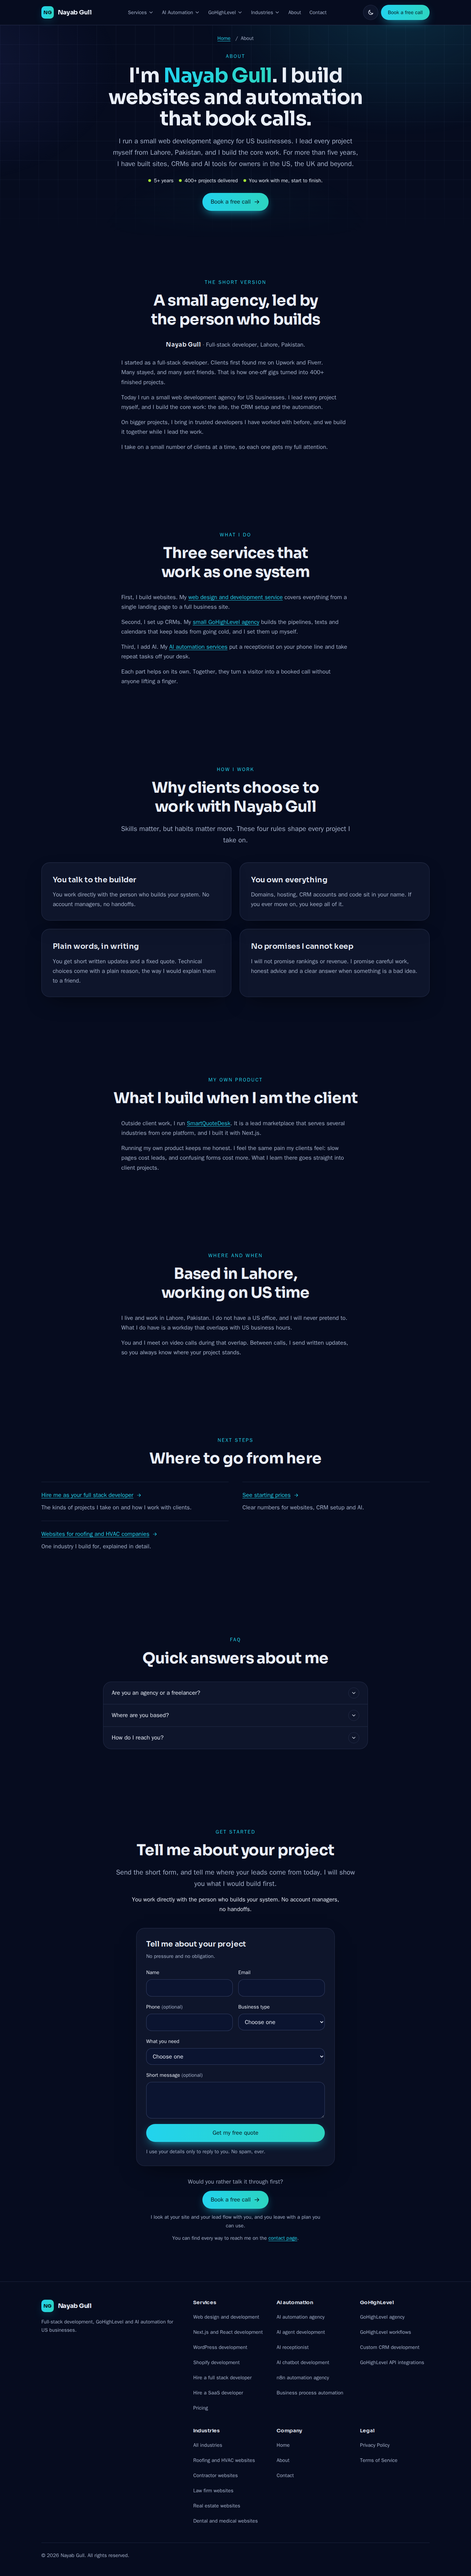 NG Nayab Gull Services AI Automation GoHighLevel Industries About Contact Book a free call
Home / About
ABOUT
I'm Nayab Gull. I build
websites and automation
that book calls.
I run a small web development agency for US businesses. I lead every project
myself from Lahore, Pakistan, and I build the core work. For more than five years,
I have built sites, CRMs and AI tools for owners in the US, the UK and beyond.
5+ years 400+ projects delivered You work with me, start to finish.
Book a free call →
THE SHORT VERSION
A small agency, led by
the person who builds
Nayab Gull · Full-stack developer, Lahore, Pakistan.
I started as a full-stack developer. Clients first found me on Upwork and Fiverr.
Many stayed, and many sent friends. That is how one-off gigs turned into 400+
finished projects.
Today I run a small web development agency for US businesses. I lead every project
myself, and I build the core work: the site, the CRM setup and the automation.
On bigger projects, I bring in trusted developers I have worked with before, and we build
it together while I lead the work.
I take on a small number of clients at a time, so each one gets my full attention.
WHAT I DO
Three services that
work as one system
First, I build websites. My web design and development service covers everything from a
single landing page to a full business site.
Second, I set up CRMs. My small GoHighLevel agency builds the pipelines, texts and
calendars that keep leads from going cold, and I set them up myself.
Third, I add AI. My AI automation services put a receptionist on your phone line and take
repeat tasks off your desk.
Each part helps on its own. Together, they turn a visitor into a booked call without
anyone lifting a finger.
HOW I WORK
Why clients choose to
work with Nayab Gull
Skills matter, but habits matter more. These four rules shape every project I
take on.
You talk to the builder
You work directly with the person who builds your system. No
account managers, no handoffs.
You own everything
Domains, hosting, CRM accounts and code sit in your name. If
you ever move on, you keep all of it.
Plain words, in writing
You get short written updates and a fixed quote. Technical
choices come with a plain reason, the way I would explain them
to a friend.
No promises I cannot keep
I will not promise rankings or revenue. I promise careful work,
honest advice and a clear answer when something is a bad idea.
MY OWN PRODUCT
What I build when I am the client
Outside client work, I run SmartQuoteDesk. It is a lead marketplace that serves several
industries from one platform, and I built it with Next.js.
Running my own product keeps me honest. I feel the same pain my clients feel: slow
pages cost leads, and confusing forms cost more. What I learn there goes straight into
client projects.
WHERE AND WHEN
Based in Lahore,
working on US time
I live and work in Lahore, Pakistan. I do not have a US office, and I will never pretend to.
What I do have is a workday that overlaps with US business hours.
You and I meet on video calls during that overlap. Between calls, I send written updates,
so you always know where your project stands.
NEXT STEPS
Where to go from here
Hire me as your full stack developer →
The kinds of projects I take on and how I work with clients.
See starting prices →
Clear numbers for websites, CRM setup and AI.
Websites for roofing and HVAC companies →
One industry I build for, explained in detail.
FAQ
Quick answers about me
Are you an agency or a freelancer?
Where are you based?
How do I reach you?
GET STARTED
Tell me about your project
Send the short form, and tell me where your leads come from today. I will show
you what I would build first.
You work directly with the person who builds your system. No account managers,
no handoffs.
Tell me about your project
No pressure and no obligation.
Name Email
Phone (optional) Business type
Choose one
What you need
Choose one
Short message (optional)
Get my free quote
I use your details only to reply to you. No spam, ever.
Would you rather talk it through first?
Book a free call →
I look at your site and your lead flow with you, and you leave with a plan you
can use.
You can find every way to reach me on the contact page.
NG Nayab Gull
Full-stack development, GoHighLevel and AI automation for
US businesses.
Services
Web design and development
Next.js and React development
WordPress development
Shopify development
Hire a full stack developer
Hire a SaaS developer
Pricing
AI automation
AI automation agency
AI agent development
AI receptionist
AI chatbot development
n8n automation agency
Business process automation
GoHighLevel
GoHighLevel agency
GoHighLevel workflows
Custom CRM development
GoHighLevel API integrations
Industries
All industries
Roofing and HVAC websites
Contractor websites
Law firm websites
Real estate websites
Dental and medical websites
Company
Home
About
Contact
Legal
Privacy Policy
Terms of Service
© 2026 Nayab Gull. All rights reserved.